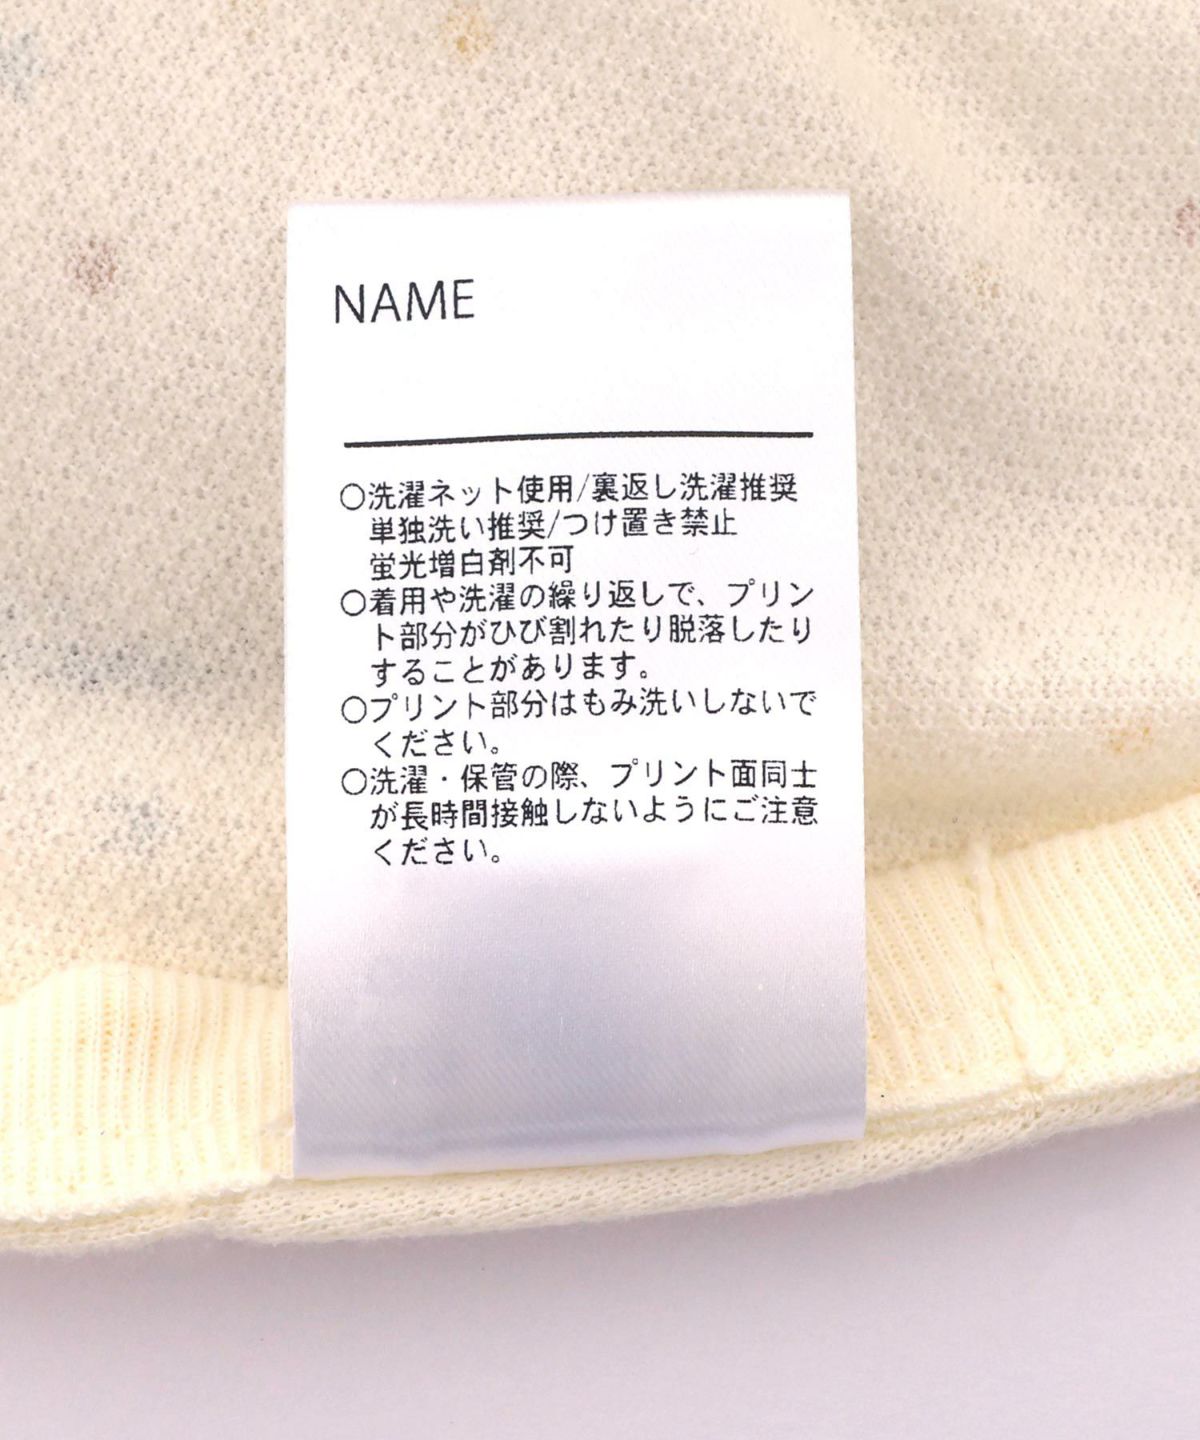 NAME
○洗濯ネット使用/裏返し洗濯推奨
単独洗い推奨/つけ置き禁止
蛍光増白剤不可
○着用や洗濯の繰り返しで、プリン
ト部分がひび割れたり脱落したり
することがあります。
○プリント部分はもみ洗いしないで
ください。
○洗濯・保管の際、プリント面同士
が長時間接触しないようにご注意
ください。